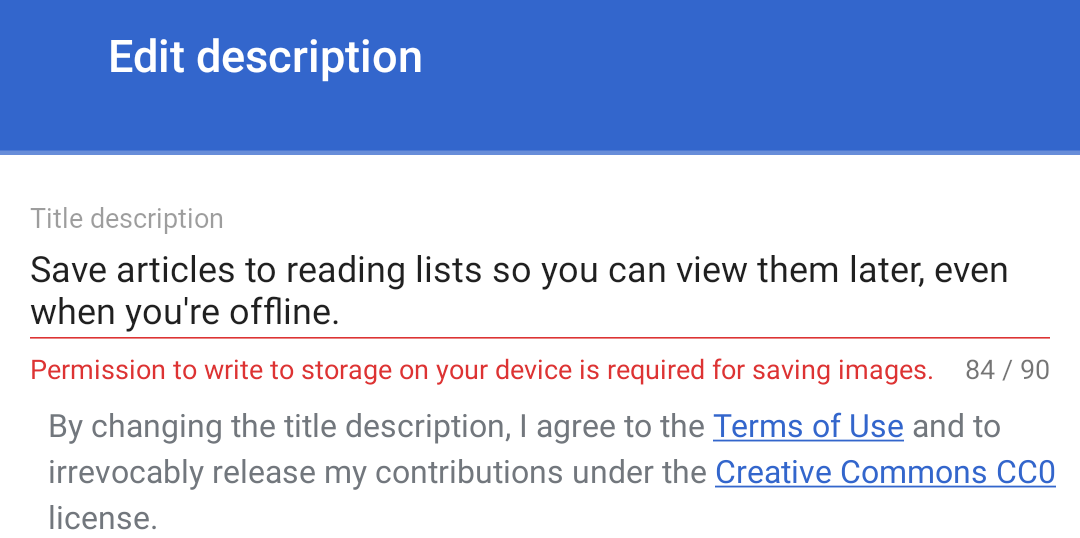 Edit description
Title description
Save articles to reading lists so you can view them later, even
when you're offline.
Permission to write to storage on your device is required for saving images. 84 / 90
By changing the title description, I agree to the Terms of Use and to
irrevocably release my contributions under the Creative Commons CC0
license.